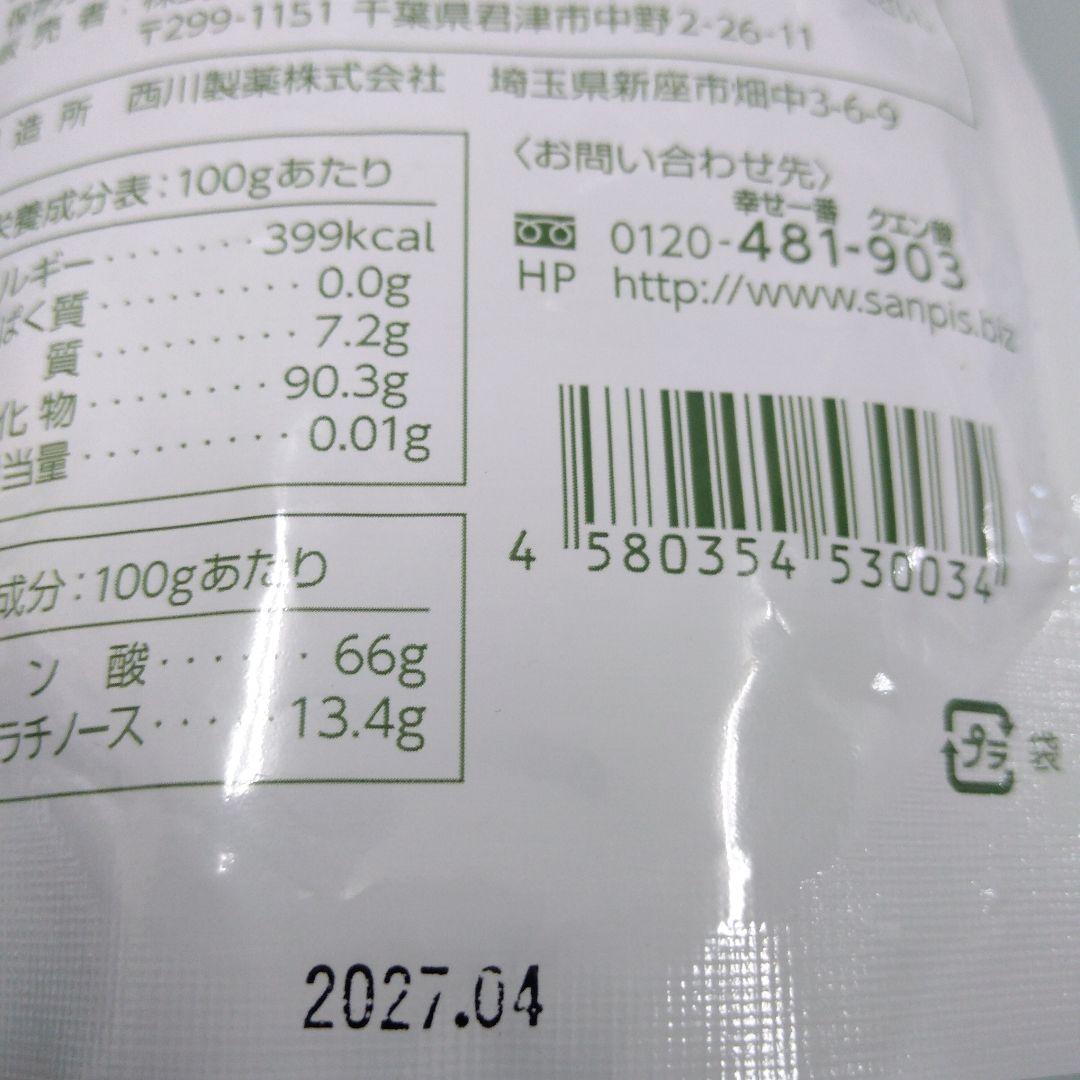 売者：株
〒299-1151 千葉県君津市中野2-26-11
造所 西川製薬株式会社 埼玉県新座市畑中3-6-9
栄養成分表：100gあたり
ルギー 399kcal
ぱく質 0.0g
質 7.2g
化物 90.3g
当量 0.01g
成分：100gあたり
ン酸 66g
ラチノース 13.4g
〈お問い合わせ先〉
幸せ一番 クエン番
0120-481-903
HP http://www.sanpis.biz
4 580354 530034
プラ 袋
2027.04